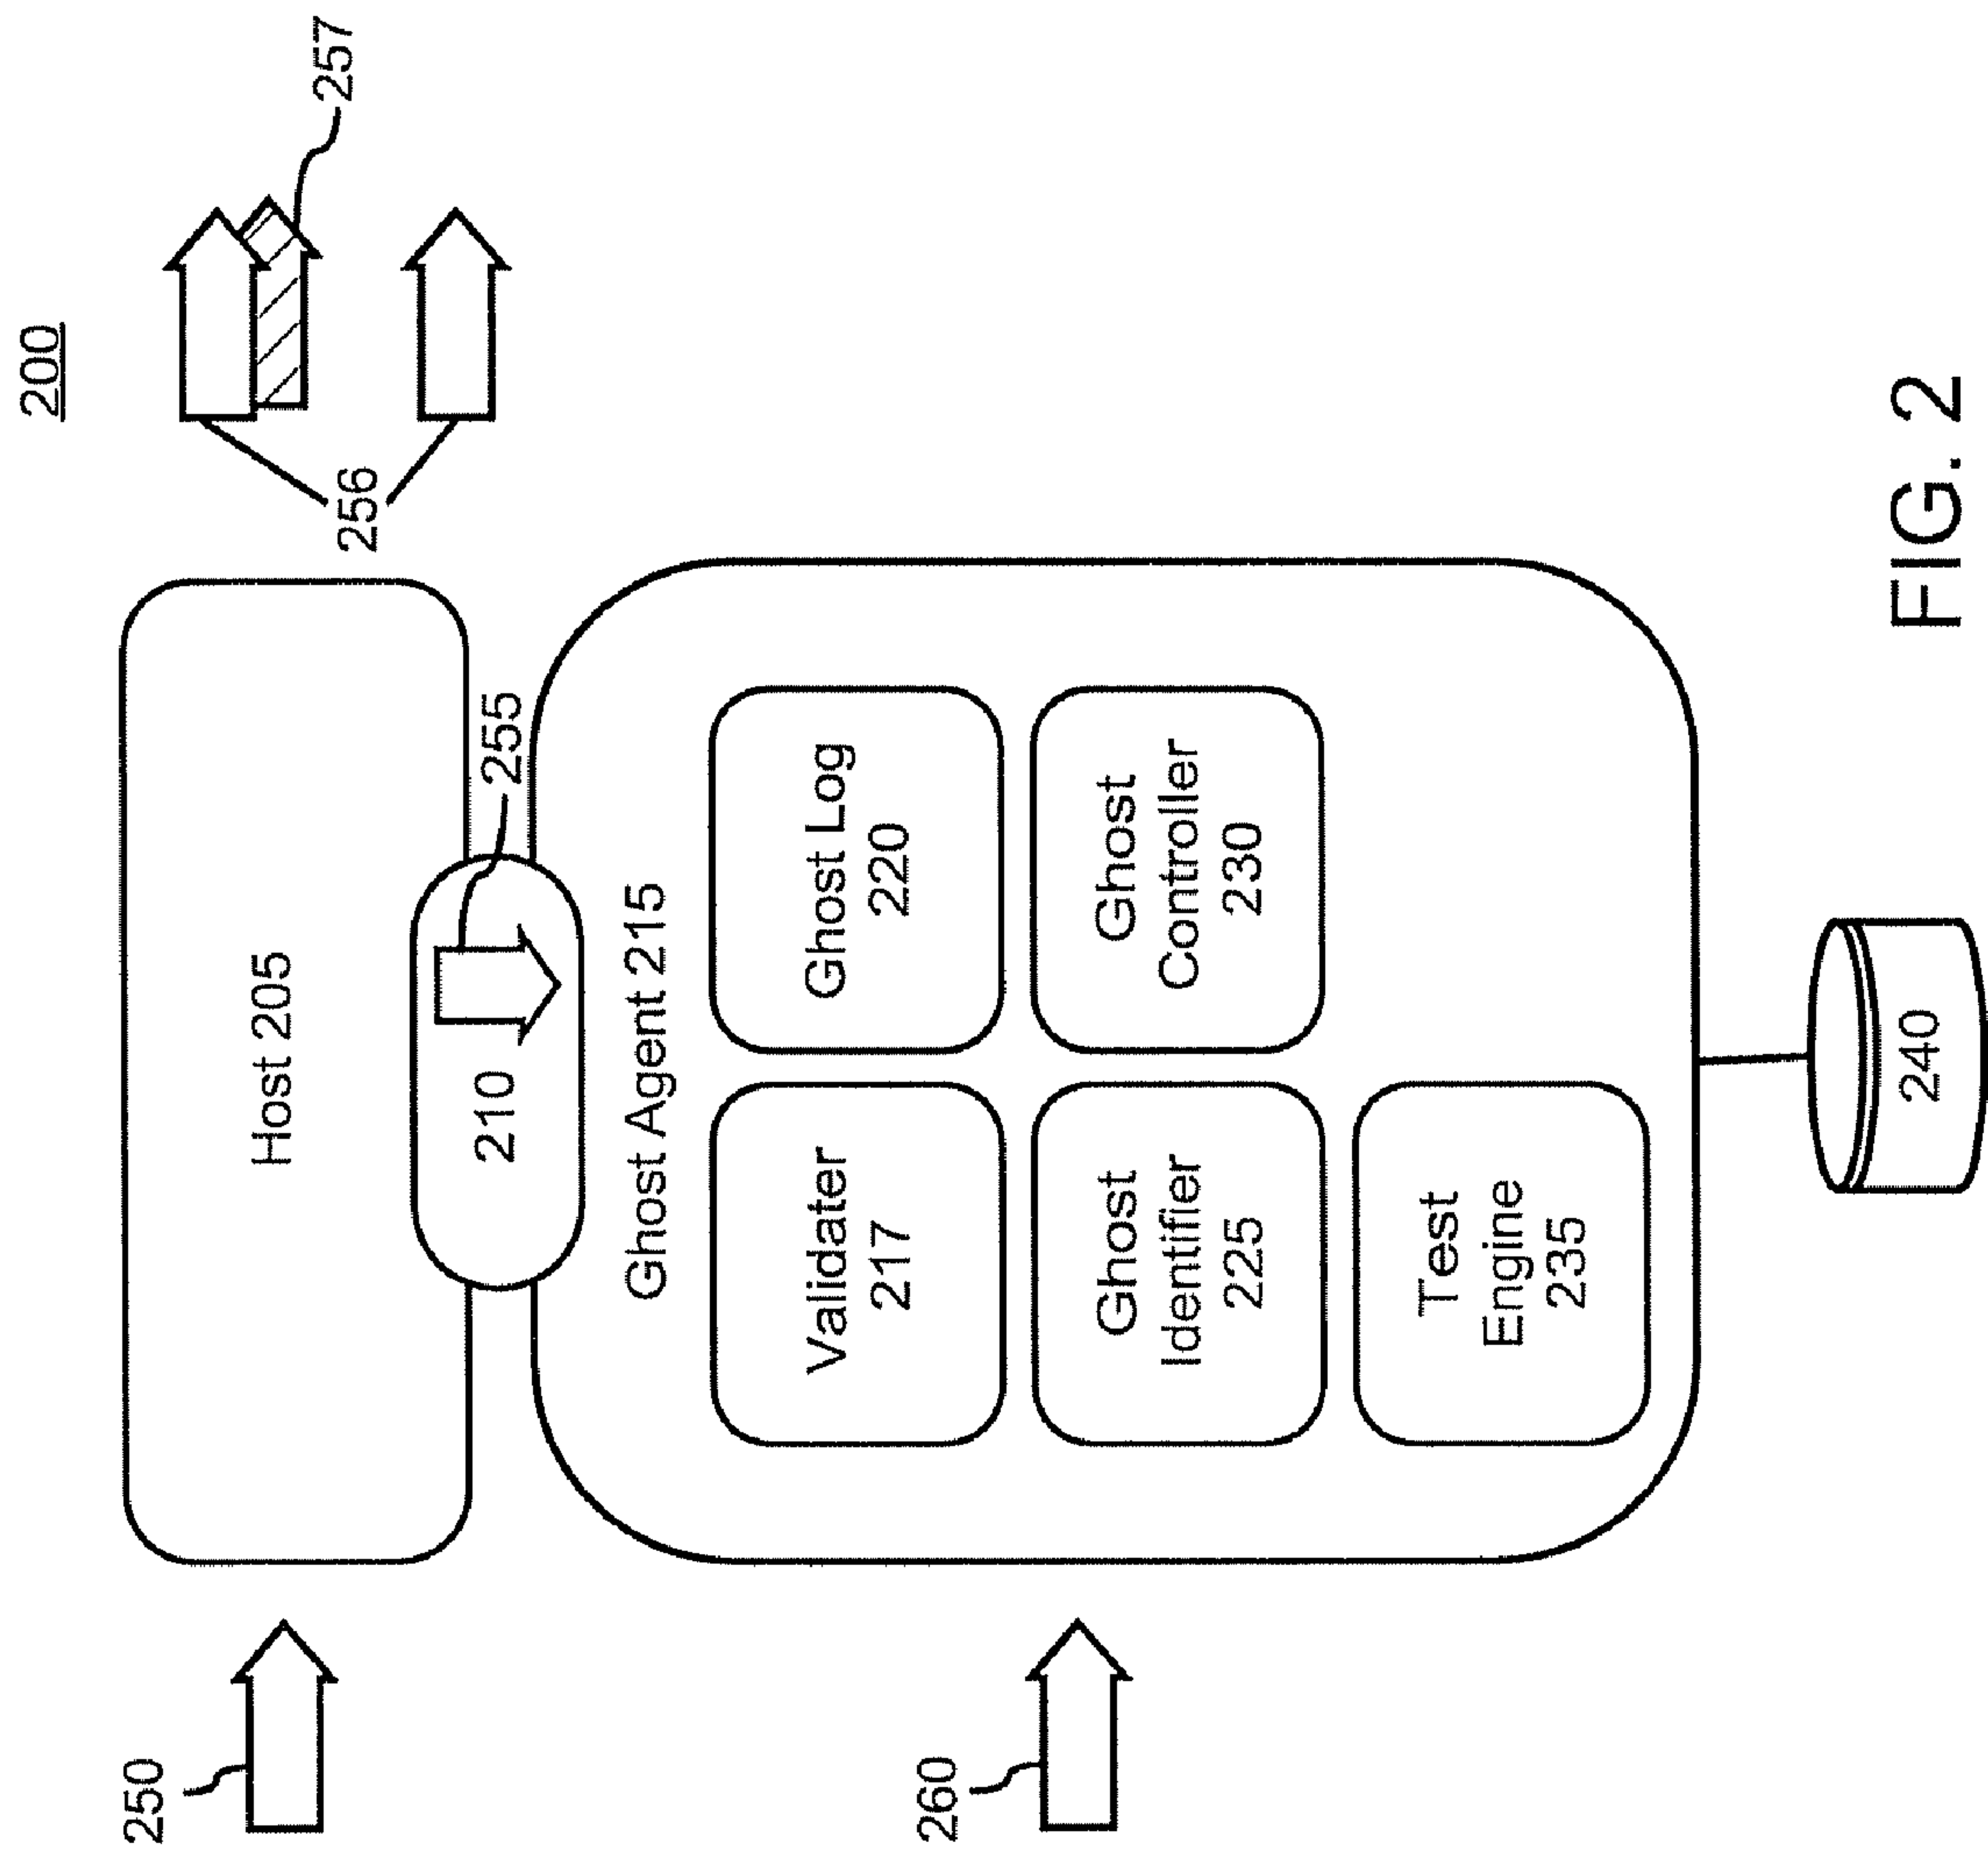 200
250
Host 205
256
257
210
255
Ghost Agent 215
Validater
217
Ghost Log
220
260
Ghost
Identifier
225
Ghost
Controller
230
Test
Engine
235
240
FIG. 2